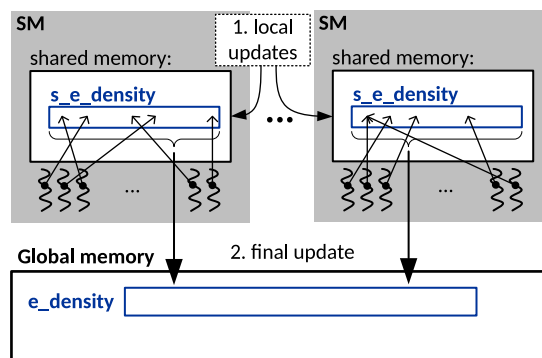 SM
1. local
updates
SM
shared memory:
shared memory:
s_e_density
s_e_density
...
...
...
Global memory
2. final update
e_density